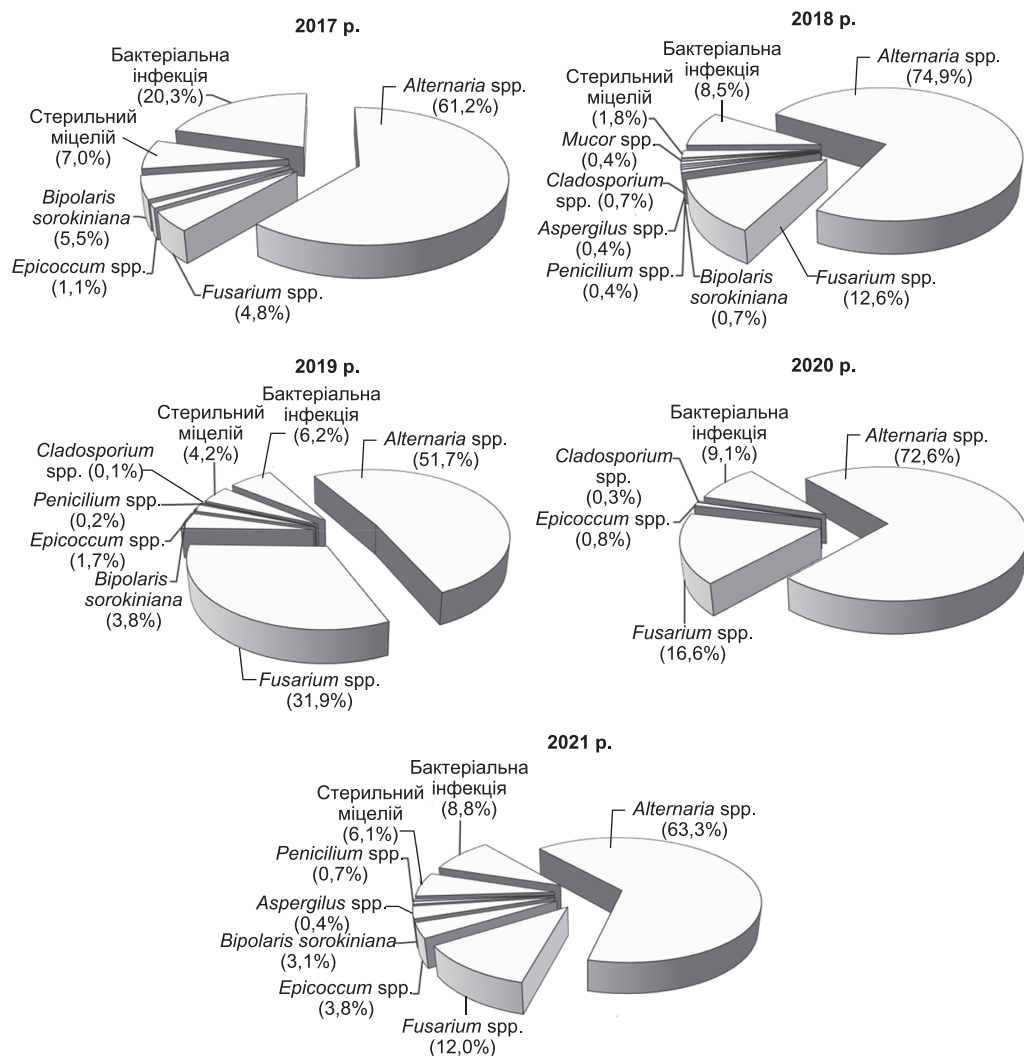 2017 р.
Бактеріальна
інфекція
(20,3%)
Alternaria spp.
(61,2%)
Стерильний
міцелій
(7,0%)
Bipolaris
sorokiniana
(5,5%)
Epicoccum spp.
(1,1%)
Fusarium spp.
(4,8%)
2018 р.
Alternaria spp.
(74,9%)
Бактеріальна
інфекція
(8,5%)
Стерильний
міцелій
(1,8%)
Mucor spp.
(0,4%)
Cladosporium
spp. (0,7%)
Aspergilus spp.
(0,4%)
Penicilium spp.
(0,4%)
Bipolaris
sorokiniana
(0,7%)
Fusarium spp.
(12,6%)
2019 р.
Бактеріальна
інфекція
(6,2%)
Стерильний
міцелій
(4,2%)
Alternaria spp.
(51,7%)
Cladosporium
spp. (0,1%)
Penicilium spp.
(0,2%)
Epicoccum spp.
(1,7%)
Bipolaris
sorokiniana
(3,8%)
Fusarium spp.
(31,9%)
2020 р.
Бактеріальна
інфекція
(9,1%)
Alternaria spp.
(72,6%)
Cladosporium
spp.
(0,3%)
Epicoccum spp.
(0,8%)
Fusarium spp.
(16,6%)
2021 р.
Бактеріальна
інфекція
(8,8%)
Стерильний
міцелій
(6,1%)
Alternaria spp.
(63,3%)
Penicilium spp.
(0,7%)
Aspergilus spp.
(0,4%)
Bipolaris sorokiniana
(3,1%)
Epicoccum spp.
(3,8%)
Fusarium spp.
(12,0%)